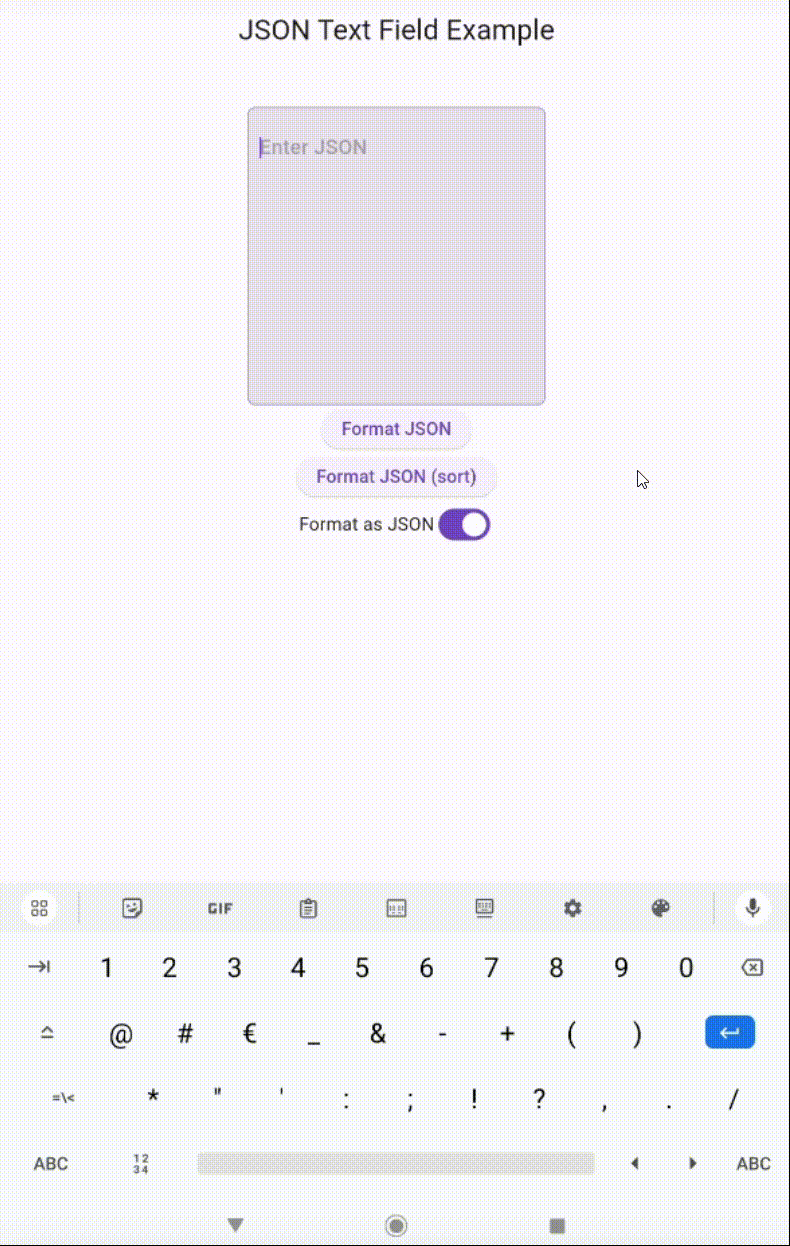 JSON Text Field Example
Enter JSON
Format JSON
Format JSON (sort)
Format as JSON
GIF
1 2 3 4 5 6 7 8 9 0
@ # € _ & - + ( )
=\< * " ' : ; ! ? , . /
ABC 12 34 ABC